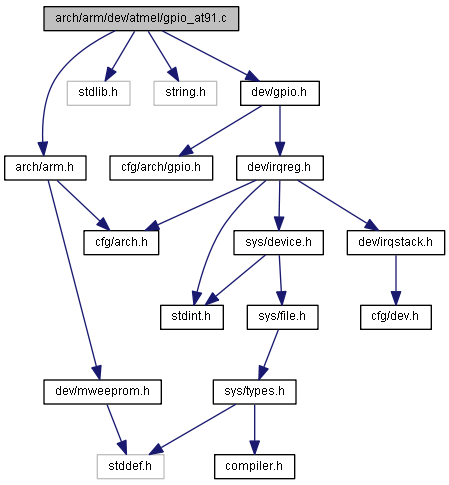 arch/arm/dev/atmel/gpio_at91.c
stdlib.h
string.h
dev/gpio.h
arch/arm.h
cfg/arch/gpio.h
dev/irqreg.h
cfg/arch.h
sys/device.h
dev/irqstack.h
stdint.h
sys/file.h
cfg/dev.h
dev/mweeprom.h
sys/types.h
stddef.h
compiler.h